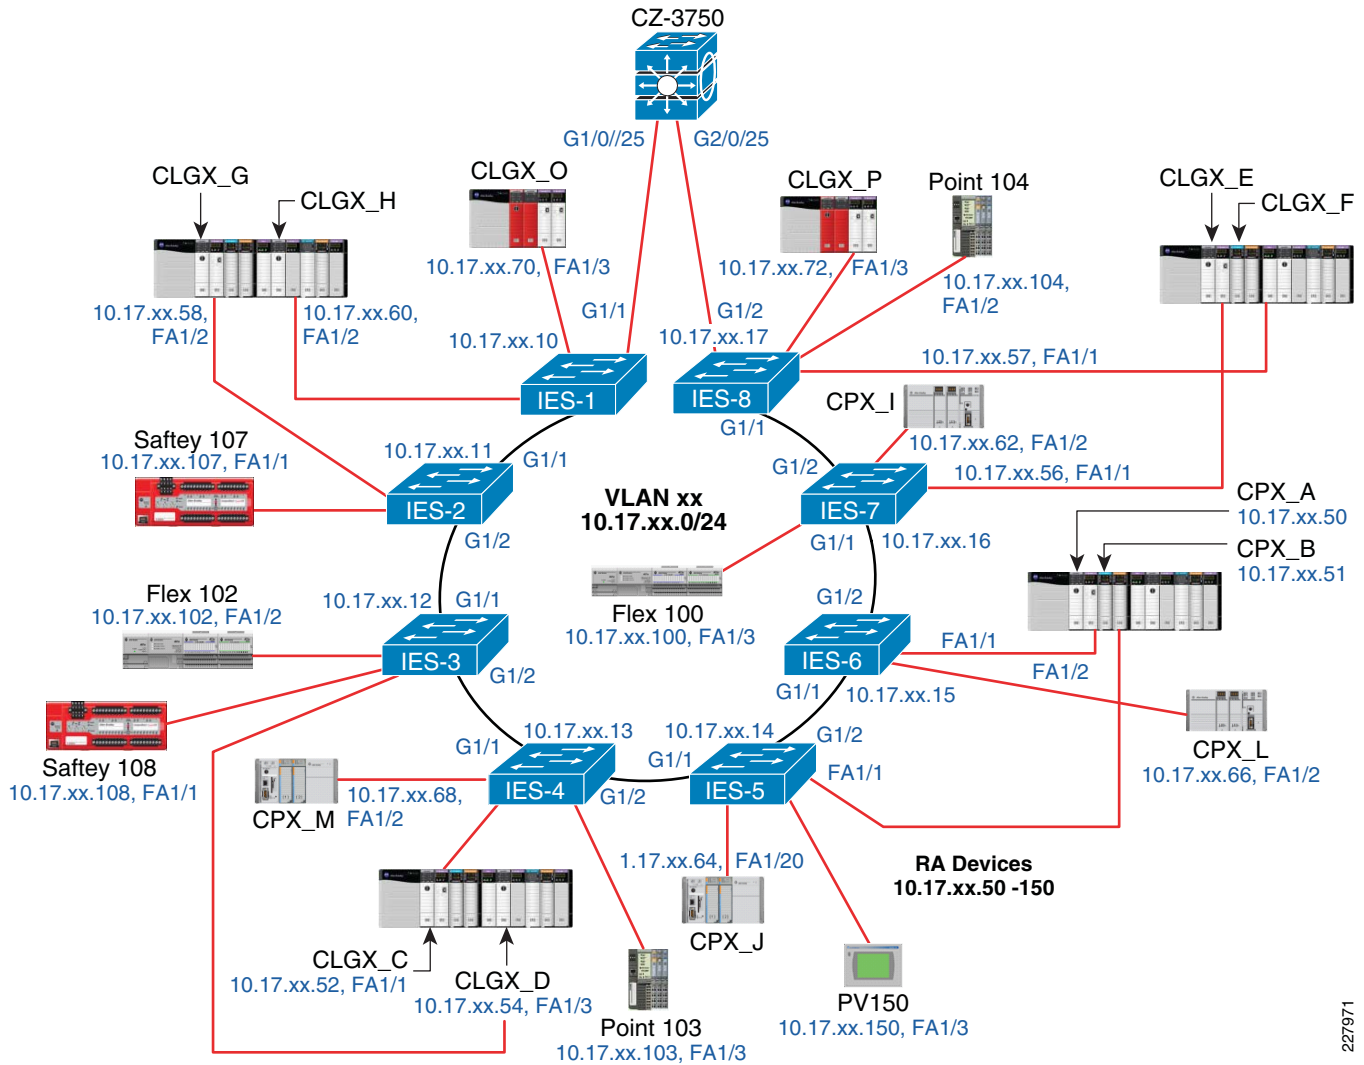 CZ-3750
G1/0//25
G2/0/25
CLGX_G
CLGX_H
CLGX_O
CLGX_P
Point 104
CLGX_E
CLGX_F
10.17.xx.70, FA1/3
10.17.xx.72, FA1/3
10.17.xx.104,
FA1/2
10.17.xx.58,
FA1/2
10.17.xx.60,
FA1/2
G1/1
G1/2
10.17.xx.10
10.17.xx.17
10.17.xx.57, FA1/1
IES-1
IES-8
CPX_I
G1/1
10.17.xx.62, FA1/2
Saftey 107
10.17.xx.107, FA1/1
10.17.xx.11
G1/1
G1/2
10.17.xx.56, FA1/1
IES-2
VLAN xx
10.17.xx.0/24
IES-7
CPX_A
10.17.xx.50
CPX_B
10.17.xx.51
G1/2
G1/1
10.17.xx.16
Flex 102
10.17.xx.102, FA1/2
10.17.xx.12
G1/1
Flex 100
10.17.xx.100, FA1/3
G1/2
IES-3
G1/2
IES-6
FA1/1
FA1/2
G1/1
10.17.xx.15
Saftey 108
10.17.xx.108, FA1/1
10.17.xx.13
G1/1
10.17.xx.14
G1/1
G1/2
FA1/1
CPX_L
10.17.xx.66, FA1/2
CPX_M
10.17.xx.68,
FA1/2
IES-4
G1/2
IES-5
1.17.xx.64, FA1/20
RA Devices
10.17.xx.50 -150
CPX_J
CLGX_C
10.17.xx.52, FA1/1
CLGX_D
10.17.xx.54, FA1/3
Point 103
10.17.xx.103, FA1/3
PV150
10.17.xx.150, FA1/3
227971